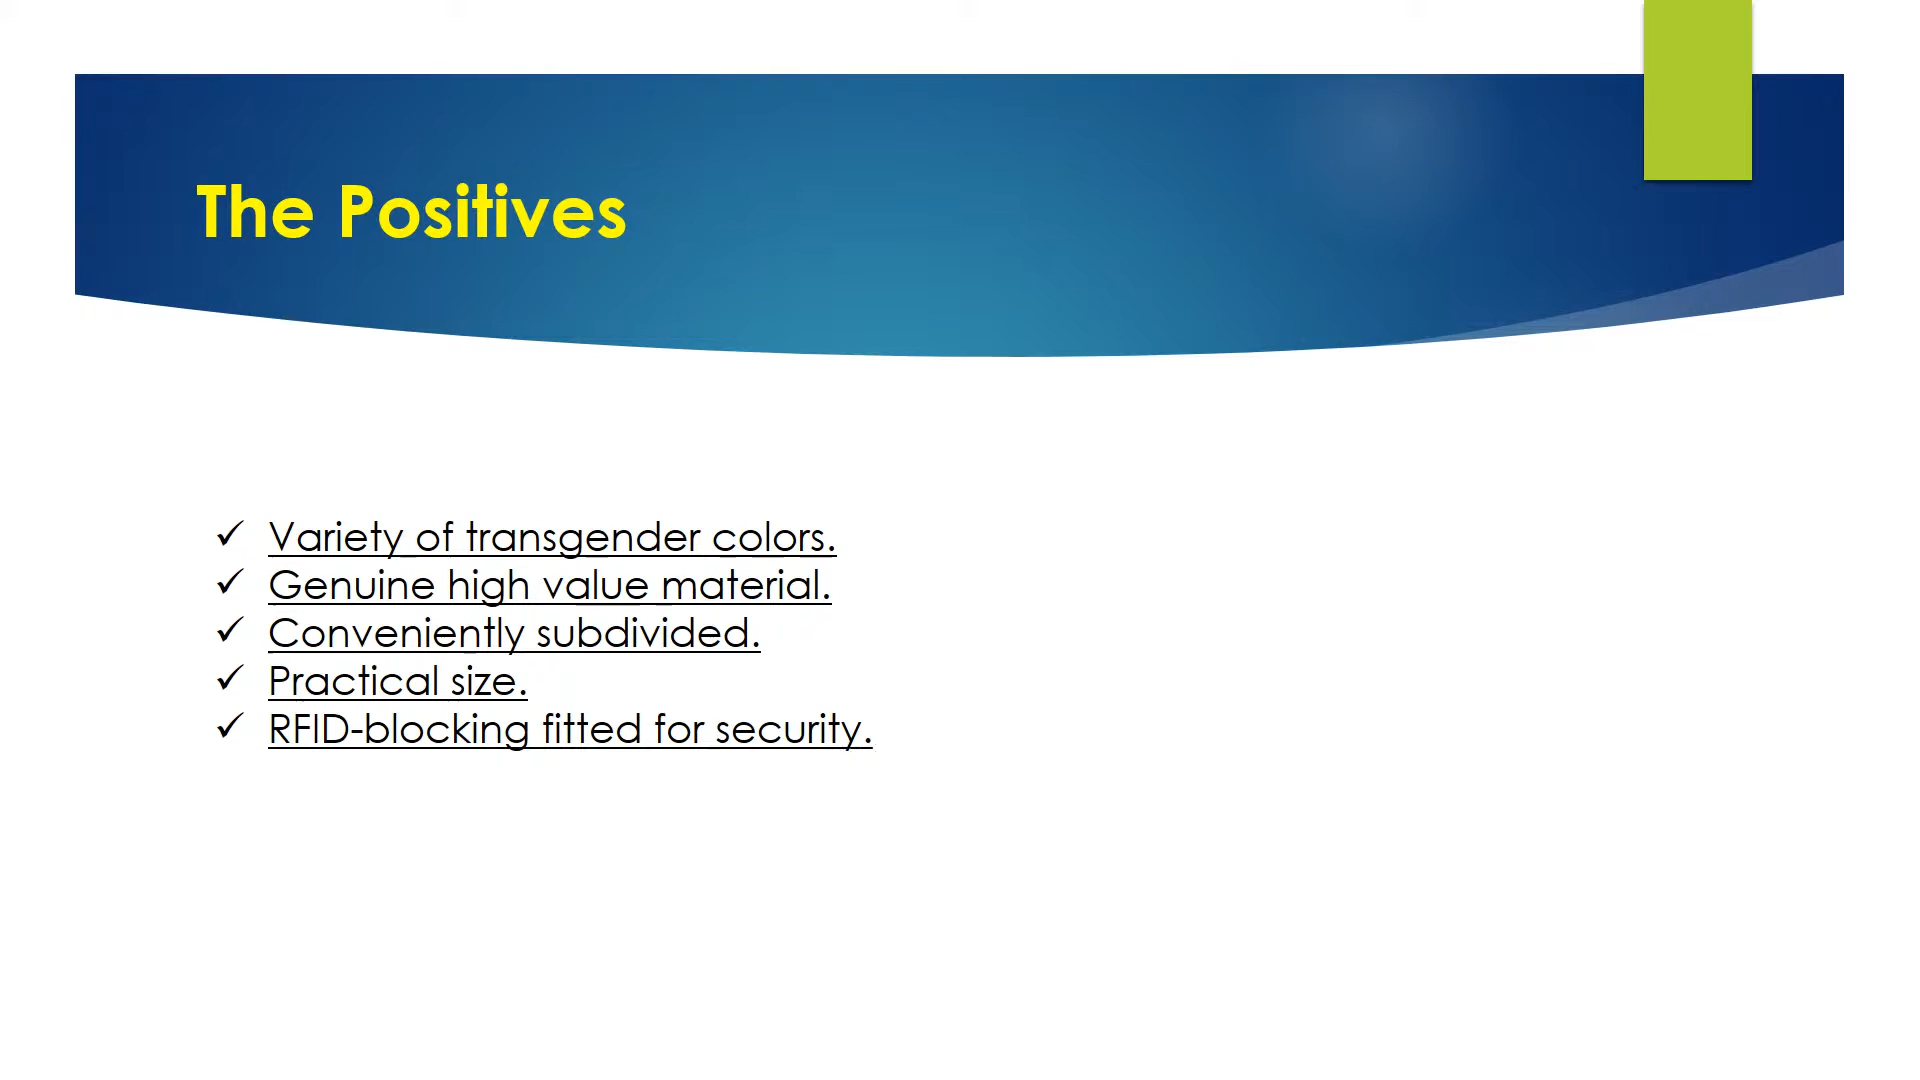 The Positives
✓ Variety of transgender colors.
✓ Genuine high value material.
✓ Conveniently subdivided.
✓ Practical size.
✓ RFID-blocking fitted for security.